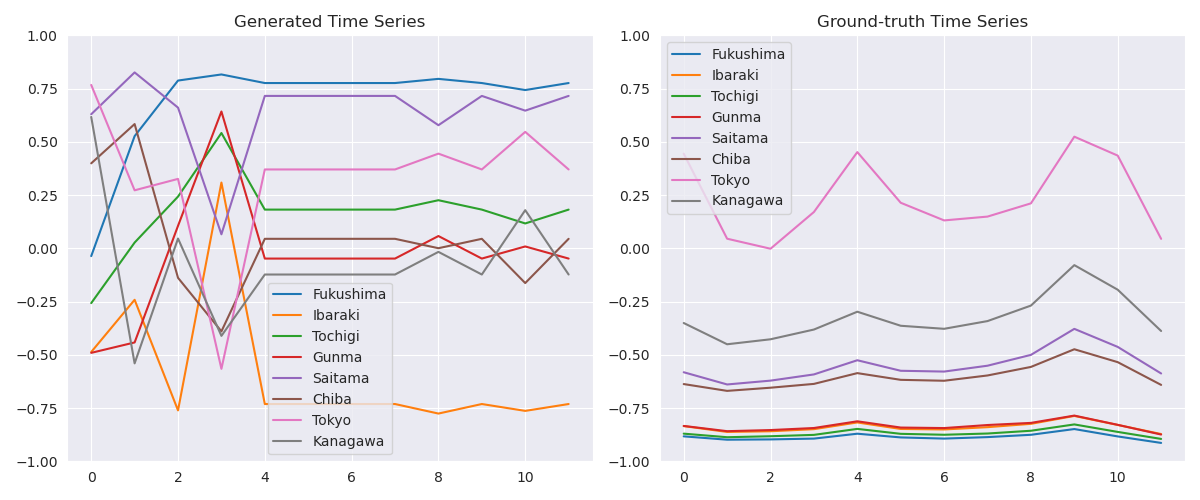 Generated Time Series
1.00
0.75
0.50
0.25
0.00
−0.25
−0.50
−0.75
−1.00
0 2 4 6 8 10
Fukushima
Ibaraki
Tochigi
Gunma
Saitama
Chiba
Tokyo
Kanagawa
Ground-truth Time Series
1.00
0.75
0.50
0.25
0.00
−0.25
−0.50
−0.75
−1.00
0 2 4 6 8 10
Fukushima
Ibaraki
Tochigi
Gunma
Saitama
Chiba
Tokyo
Kanagawa